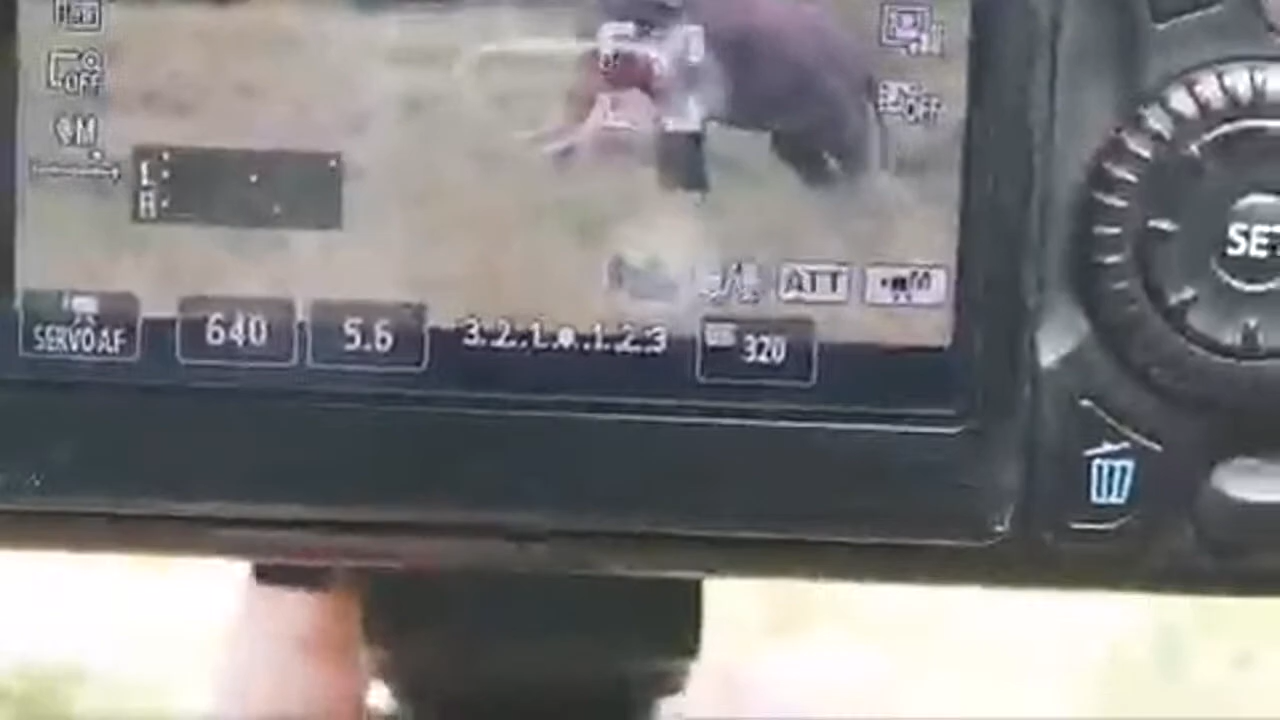 OFF
OFF
M
L
R
SET
ATT
SERVO AF
640
5.6
3.2.1.0.1.2.3
320